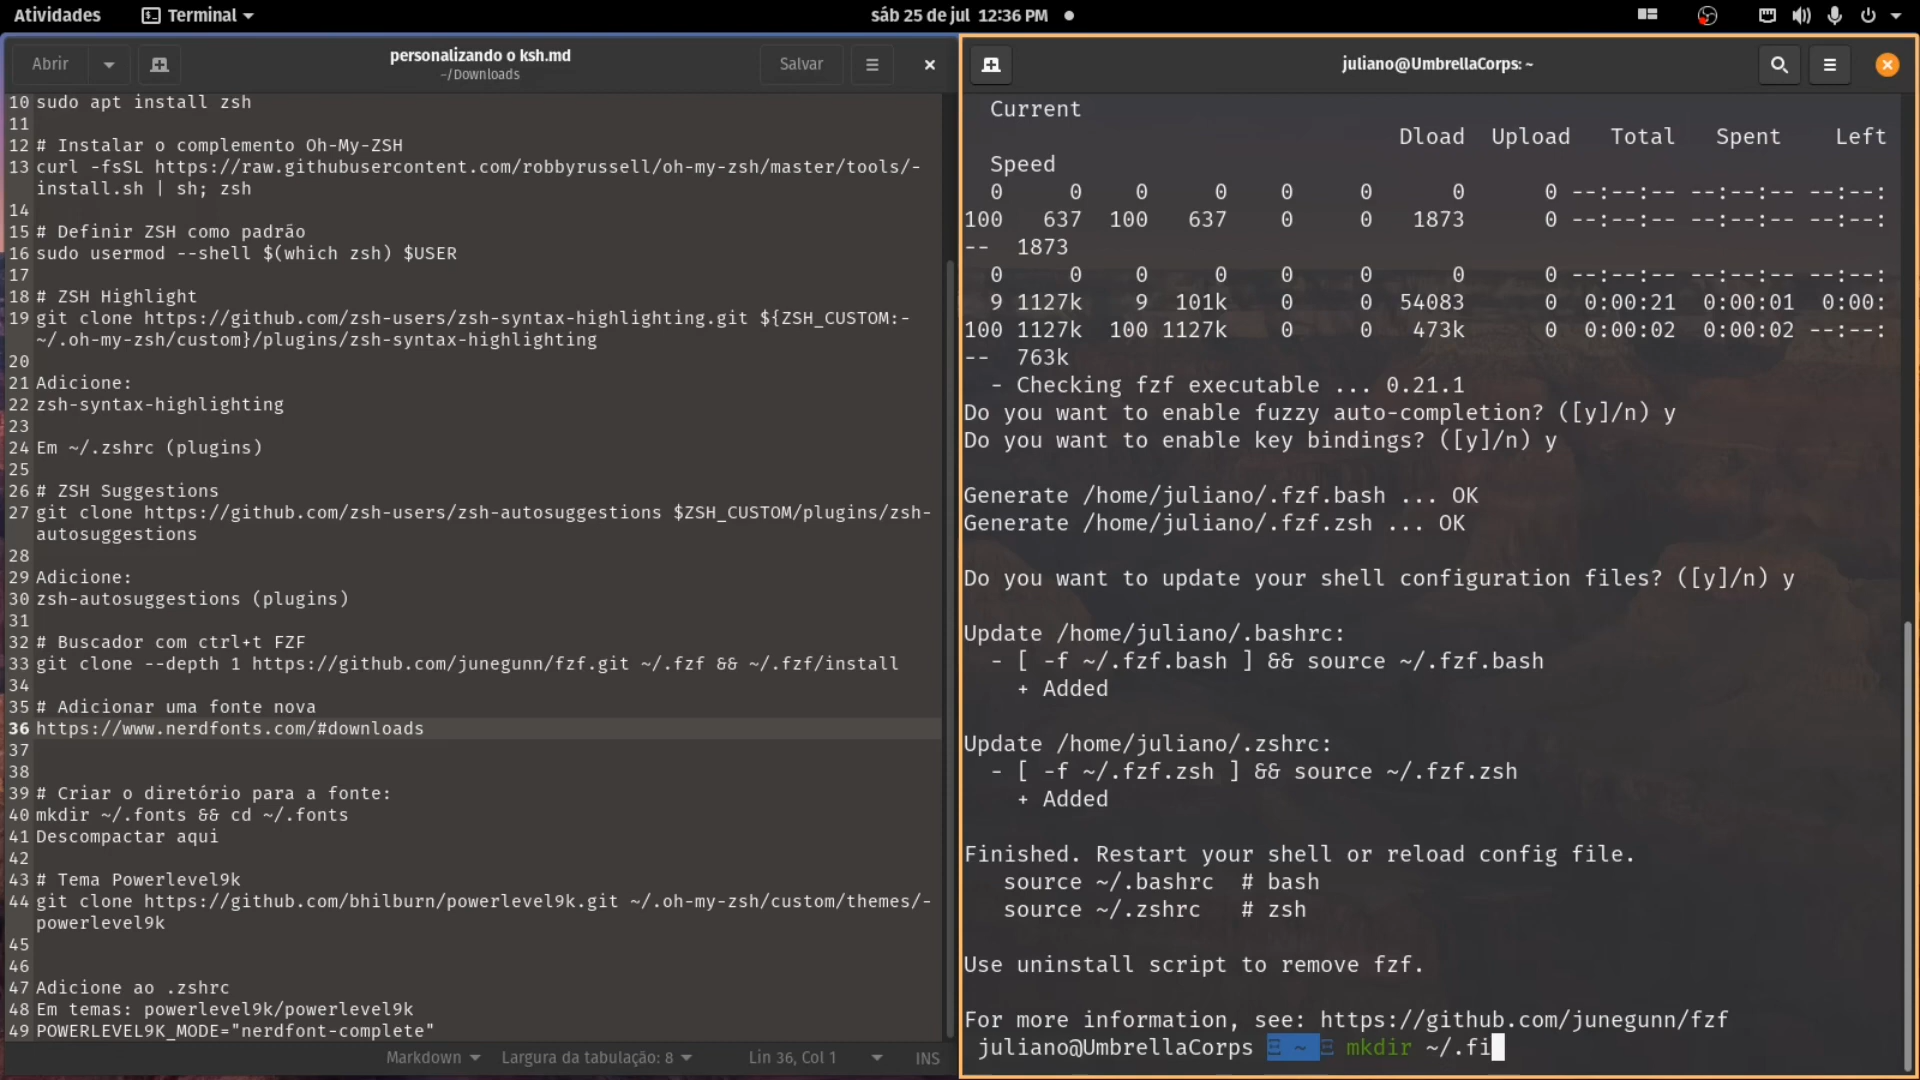 Atividades
Terminal
sáb 25 de jul 12:36 PM
Abrir
personalizando o ksh.md
~/Downloads
Salvar
10 sudo apt install zsh
11
12 # Instalar o complemento Oh-My-ZSH
13 curl -fsSL https://raw.githubusercontent.com/robbyrussell/oh-my-zsh/master/tools/-
install.sh | sh; zsh
14
15 # Definir ZSH como padrão
16 sudo usermod --shell $(which zsh) $USER
17
18 # ZSH Highlight
19 git clone https://github.com/zsh-users/zsh-syntax-highlighting.git ${ZSH_CUSTOM:-
~/.oh-my-zsh/custom}/plugins/zsh-syntax-highlighting
20
21 Adicione:
22 zsh-syntax-highlighting
23
24 Em ~/.zshrc (plugins)
25
26 # ZSH Suggestions
27 git clone https://github.com/zsh-users/zsh-autosuggestions $ZSH_CUSTOM/plugins/zsh-
autosuggestions
28
29 Adicione:
30 zsh-autosuggestions (plugins)
31
32 # Buscador com ctrl+t FZF
33 git clone --depth 1 https://github.com/junegunn/fzf.git ~/.fzf && ~/.fzf/install
34
35 # Adicionar uma fonte nova
36 https://www.nerdfonts.com/#downloads
37
38
39 # Criar o diretório para a fonte:
40 mkdir ~/.fonts && cd ~/.fonts
41 Descompactar aqui
42
43 # Tema Powerlevel9k
44 git clone https://github.com/bhilburn/powerlevel9k.git ~/.oh-my-zsh/custom/themes/-
powerlevel9k
45
46
47 Adicione ao .zshrc
48 Em temas: powerlevel9k/powerlevel9k
49 POWERLEVEL9K_MODE="nerdfont-complete"
Markdown
Largura da tabulação: 8
Lin 36, Col 1
INS
juliano@UmbrellaCorps: ~
Current
Dload Upload Total Spent Left
Speed
0 0 0 0 0 0 0 0 --:--:-- --:--:-- --:--:
100 637 100 637 0 0 1873 0 --:--:-- --:--:-- --:--:
-- 1873
0 0 0 0 0 0 0 0 --:--:-- --:--:-- --:--:
9 1127k 9 101k 0 0 54083 0 0:00:21 0:00:01 0:00:
100 1127k 100 1127k 0 0 473k 0 0:00:02 0:00:02 --:--:
-- 763k
- Checking fzf executable ... 0.21.1
Do you want to enable fuzzy auto-completion? ([y]/n) y
Do you want to enable key bindings? ([y]/n) y
Generate /home/juliano/.fzf.bash ... OK
Generate /home/juliano/.fzf.zsh ... OK
Do you want to update your shell configuration files? ([y]/n) y
Update /home/juliano/.bashrc:
- [ -f ~/.fzf.bash ] && source ~/.fzf.bash
+ Added
Update /home/juliano/.zshrc:
- [ -f ~/.fzf.zsh ] && source ~/.fzf.zsh
+ Added
Finished. Restart your shell or reload config file.
source ~/.bashrc # bash
source ~/.zshrc # zsh
Use uninstall script to remove fzf.
For more information, see: https://github.com/junegunn/fzf
juliano@UmbrellaCorps ~ mkdir ~/.fi